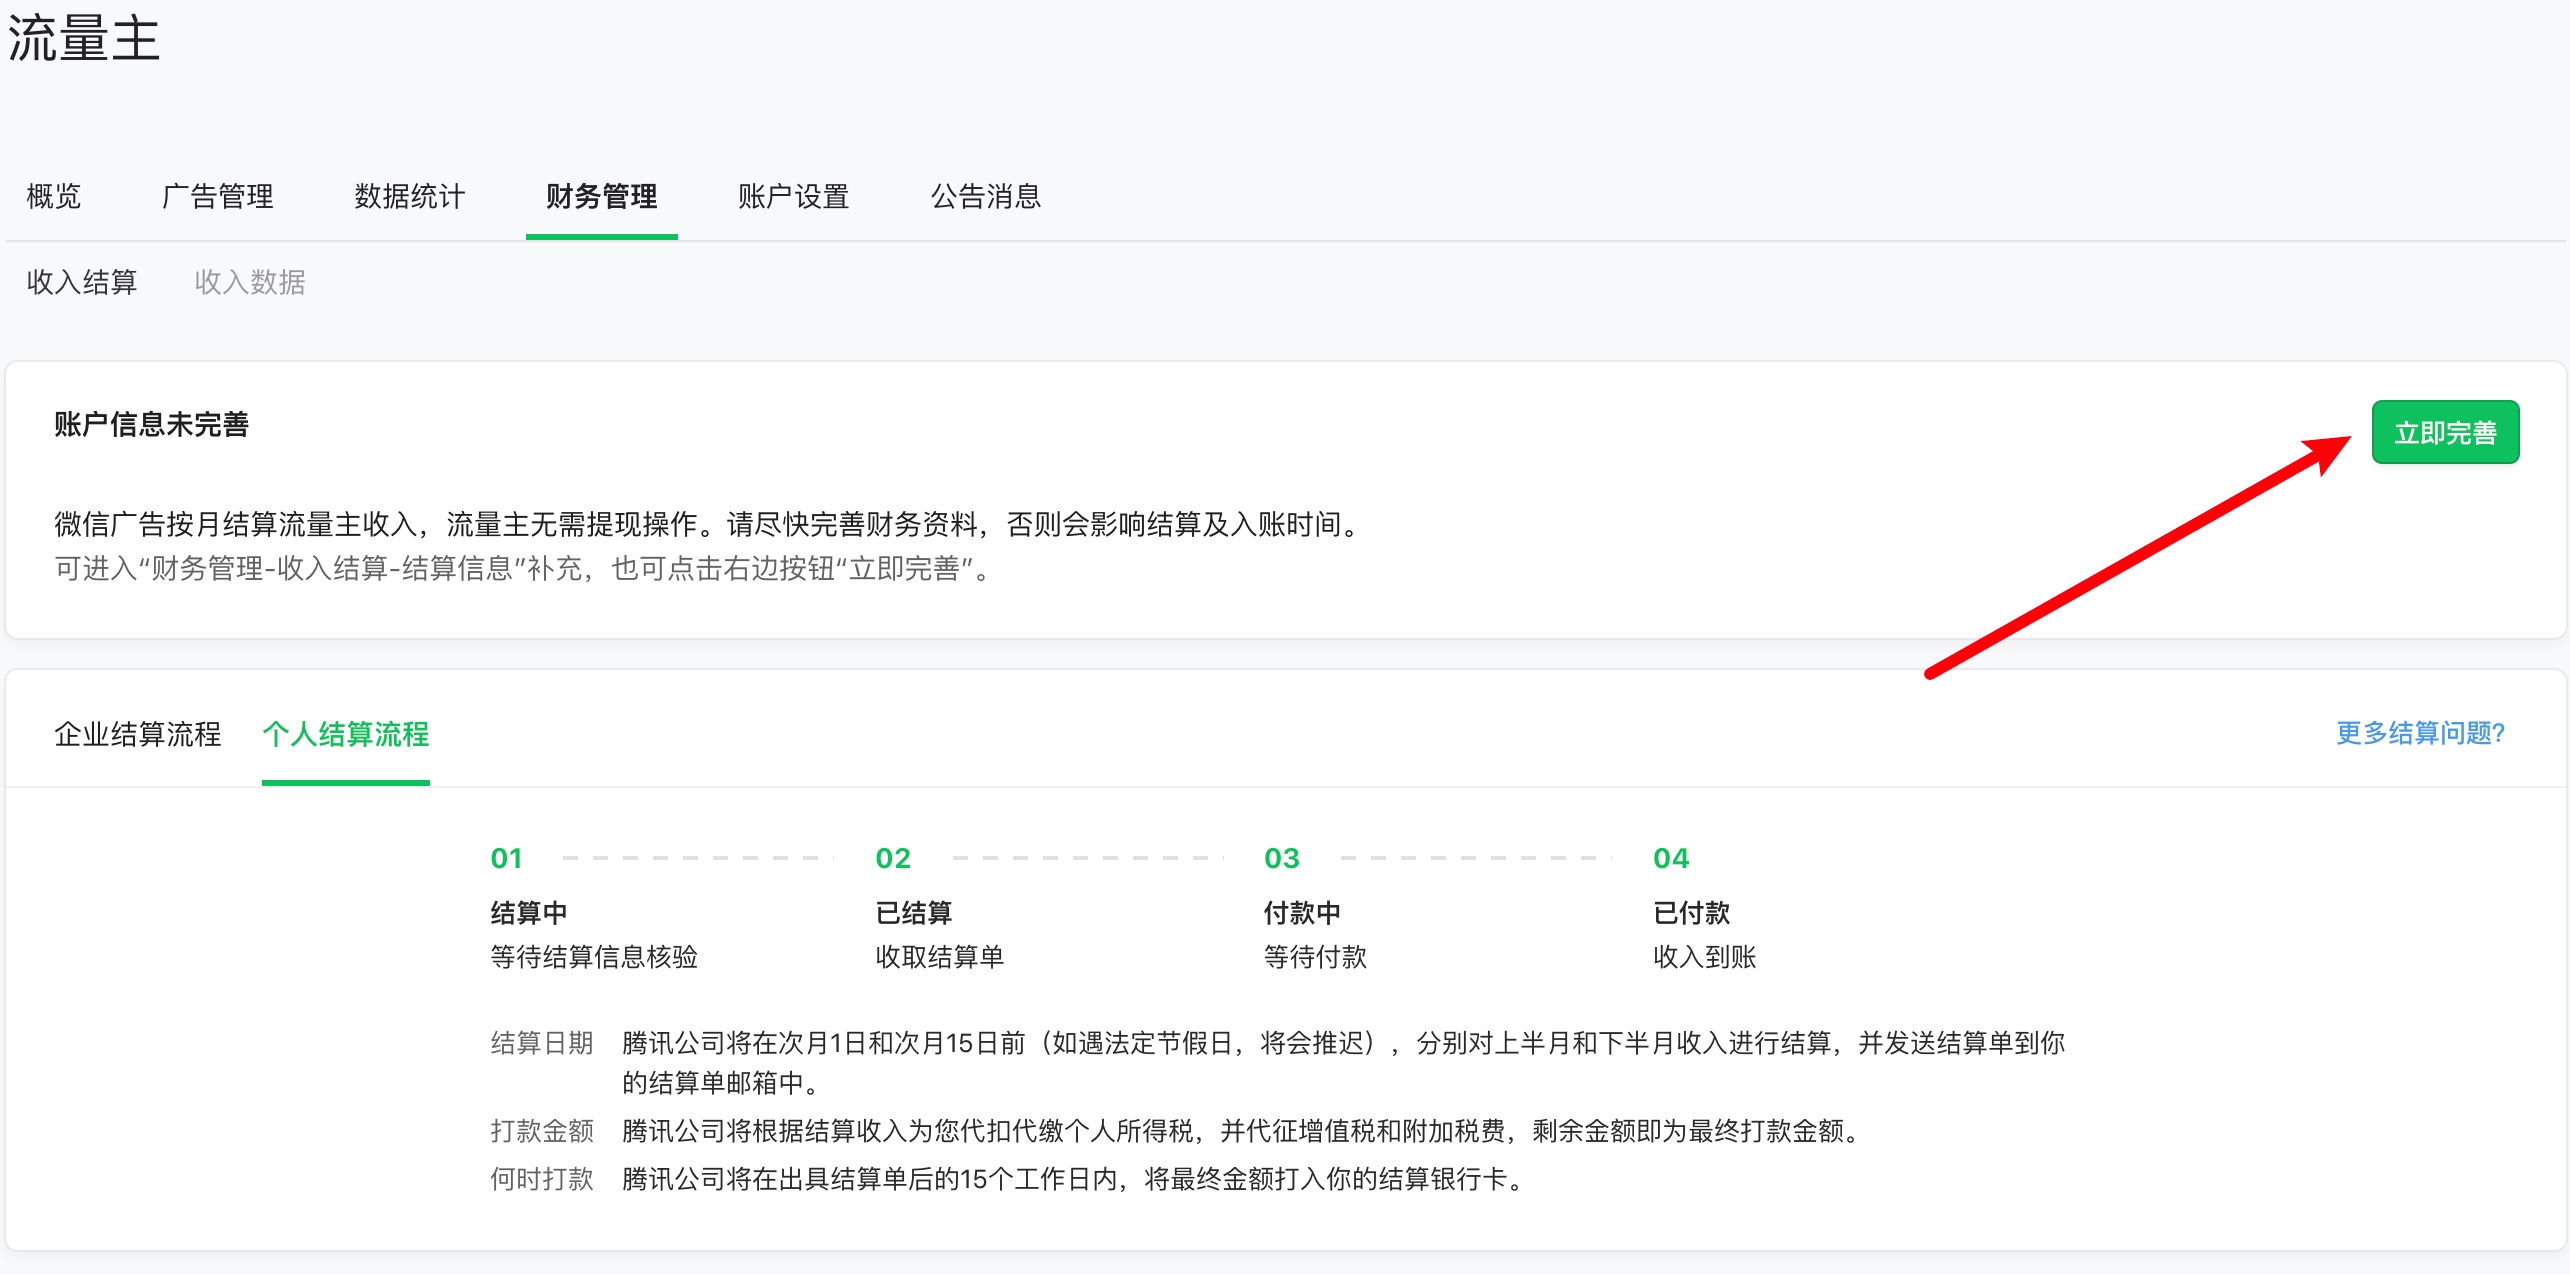 流量主
概览 广告管理 数据统计 财务管理 账户设置 公告消息
收入结算 收入数据
账户信息未完善
立即完善
微信广告按月结算流量主收入，流量主无需提现操作。请尽快完善财务资料，否则会影响结算及入账时间。
可进入“财务管理-收入结算-结算信息”补充，也可点击右边按钮“立即完善”。
企业结算流程 个人结算流程 更多结算问题?
01 02 03 04
结算中 已结算 付款中 已付款
等待结算信息核验 收取结算单 等待付款 收入到账
结算日期 腾讯公司将在次月1日和次月15日前（如遇法定节假日，将会推迟），分别对上半月和下半月收入进行结算，并发送结算单到你
的结算单邮箱中。
打款金额 腾讯公司将根据结算收入为您代扣代缴个人所得税，并代征增值税和附加税费，剩余金额即为最终打款金额。
何时打款 腾讯公司将在出具结算单后的15个工作日内，将最终金额打入你的结算银行卡。